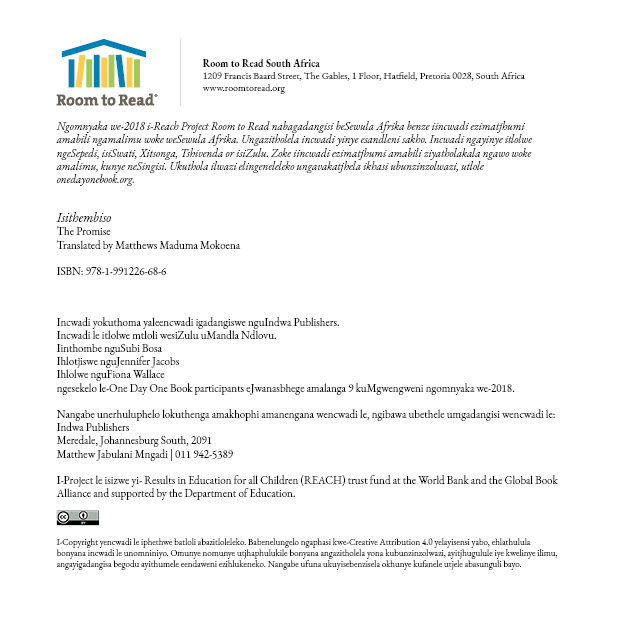 Room to Read®
Room to Read South Africa
1209 Francis Baard Street, The Gables, 1 Floor, Hatfield, Pretoria 0028, South Africa
www.roomtoread.org
Ngomnyaka we-2018 i-Reach Project Room to Read nabagadangisi beSewula Afrika benze iincwadi ezimatjhumi
amabili ngamalimu woke weSewula Afrika. Ungazitholela incwadi yinye esandleni sakho. Incwadi ngayinye itlolwe
ngeSepedi, isiSwati, Xitsonga, Tshivenda or isiZulu. Zoke iincwadi ezimatjhumi amabili ziyatholakala ngawo woke
amalimu, kunye neSingisi. Ukuthola ilwazi elingeneleleko ungavakatjhela ikhasi ubunzinzolwazi, utlole
onedayonebook.org.
Isithembiso
The Promise
Translated by Matthews Maduma Mokoena
ISBN: 978-1-991226-68-6
Incwadi yokuthoma yaleencwadi igadangiswe nguIndwa Publishers.
Incwadi le itlolwe mtloli wesiZulu uMandla Ndlovu.
Iinthombe nguSubi Bosa
Ihlotjiswe nguJennifer Jacobs
Ihlolwe nguFiona Wallace
ngesekelo le-One Day One Book participants eJwanasbhege amalanga 9 kuMgwengweni ngomnyaka we-2018.
Nangabe unerhuluphelo lokuthenga amakhophi amanengana wencwadi le, ngibawa ubethele umgadangisi wencwadi le:
Indwa Publishers
Meredale, Johannesburg South, 2091
Matthew Jabulani Mngadi | 011 942-5389
I-Project le isizwe yi- Results in Education for all Children (REACH) trust fund at the World Bank and the Global Book
Alliance and supported by the Department of Education.
cc BY
I-Copyright yencwadi le iphethwe batloli abazitloleleko. Babenelungelo ngaphasi kwe-Creative Attribution 4.0 yelayisensi yabo, ehlathulula
bonyana incwadi le unomniniyo. Omunye nomunye utjhaphulukile bonyana angazitholela yona kubunzinzolwazi, ayitjhugulule iye kwelinye ilimu,
angayigadangisa begodu ayithumele eendaweni ezihlukeneko. Nangabe ufuna ukuyisebenzisela okhunye kufanele utjele abasunguli bayo.